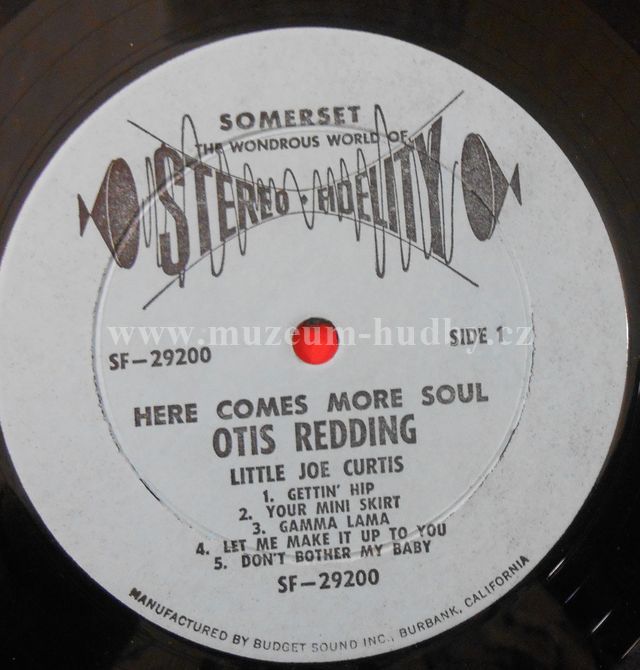 SOMERSET
THE WONDROUS WORLD OF
STEREO · FIDELITY
www.muzeum-hudby.cz
SF-29200
SIDE 1
HERE COMES MORE SOUL
OTIS REDDING
LITTLE JOE CURTIS
1. GETTIN' HIP
2. YOUR MINI SKIRT
3. GAMMA LAMA
4. LET ME MAKE IT UP TO YOU
5. DON'T BOTHER MY BABY
SF-29200
MANUFACTURED BY BUDGET SOUND INC., BURBANK, CALIFORNIA